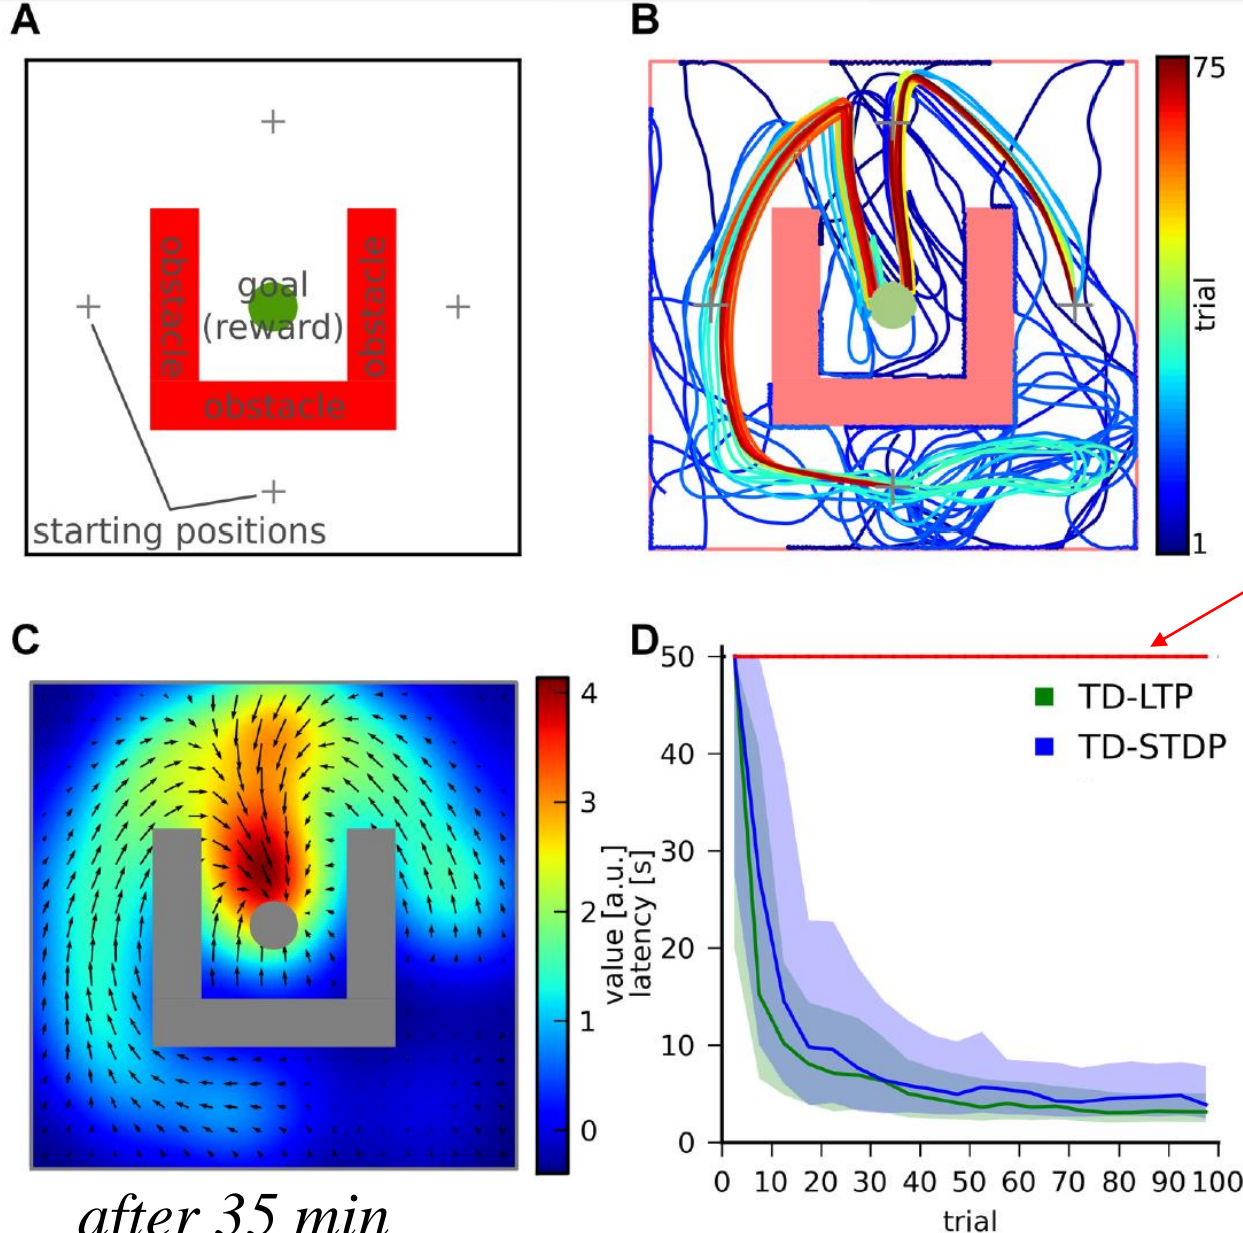 A
obstacle
goal
(reward)
obstacle
obstacle
starting positions
B
75
trial
1
C
4
3
2
1
0
value [a.u.]
after 35 min
D
50
40
30
20
10
0
latency [s]
TD-LTP
TD-STDP
0 10 20 30 40 50 60 70 80 90 100
trial